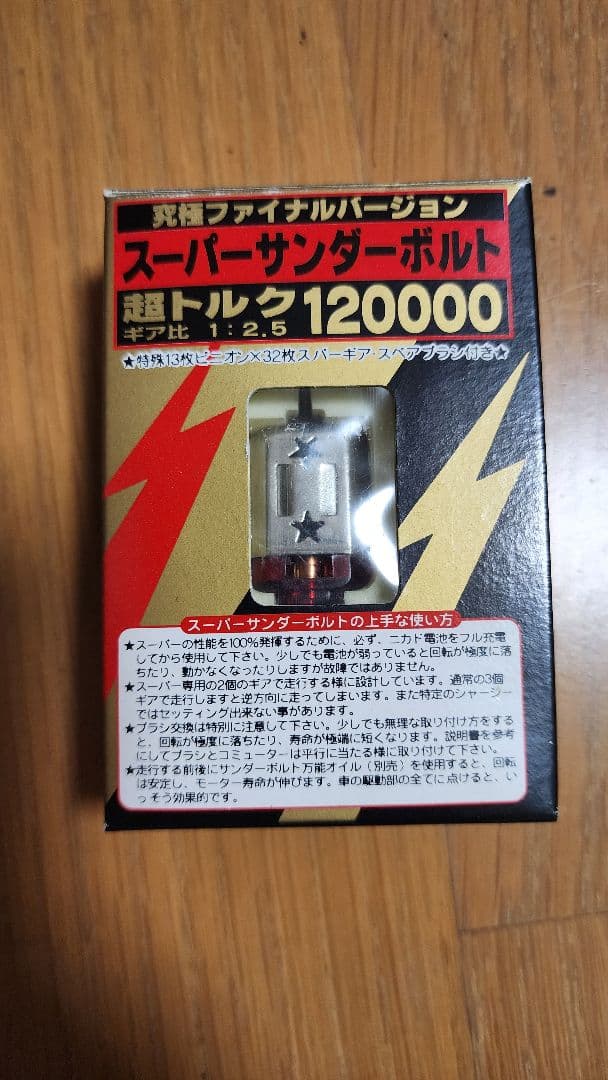 究極ファイナルバージョン
スーパーサンダーボルト
超トルク 120000
ギア比 1:2.5
★特殊13枚ピニオン×32枚スパーギア・スペアブラシ付き★
スーパーサンダーボルトの上手な使い方
★スーパーの性能を100%発揮するために、必ず、ニカド電池をフル充電
してから使用して下さい。少しでも電池が弱っていると回転が極度に落
ちたり、動かなくなったりしますが故障ではありません。
★スーパー専用の2個のギアで走行する様に設計しています。通常の3個
ギアで走行しますと逆方向に走ってしまいます。また特定のシャーシー
ではセッティング出来ない事があります。
★ブラシ交換は特別に注意して下さい。少しでも無理な取り付け方をする
と、回転が極度に落ちたり、寿命が極端に短くなります。説明書を参考
にしてブラシとコミューターは平行に当たる様に取り付けて下さい。
★走行する前後にサンダーボルト万能オイル(別売)を使用すると、回転
は安定し、モーター寿命が伸びます。車の駆動部の全てに点けると、い
っそう効果的です。